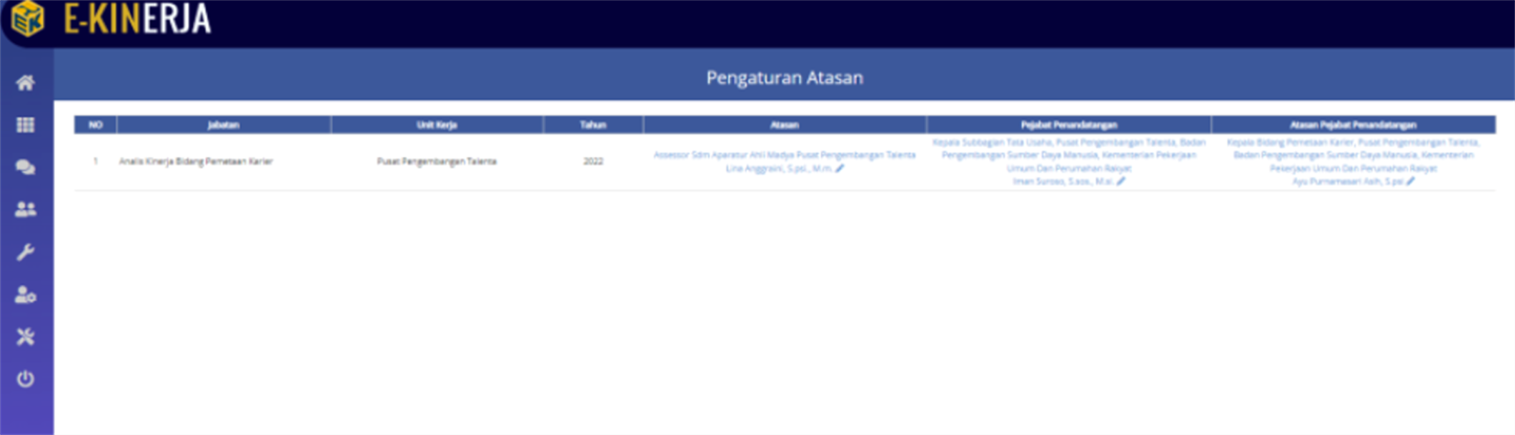 E-KINERJA
Pengaturan Atasan
NO Jabatan Unit Kerja Tahun Atasan Pejabat Penandatangan Atasan Pejabat Penandatangan
1 Analis Kinerja Bidang Pemetaan Karier Pusat Pengembangan Talenta 2022
Assessor Sdm Aparatur Ahli Madya Pusat Pengembangan Talenta
Lina Anggraini, S.psi., M.m.
Kepala Subbagian Tata Usaha, Pusat Pengembangan Talenta, Badan
Pengembangan Sumber Daya Manusia, Kementerian Pekerjaan
Umum Dan Perumahan Rakyat
Iman Suroso, S.sos., M.si.
Kepala Bidang Pemetaan Karier, Pusat Pengembangan Talenta,
Badan Pengembangan Sumber Daya Manusia, Kementerian
Pekerjaan Umum Dan Perumahan Rakyat
Ayu Purnamasari Asih, S.psi